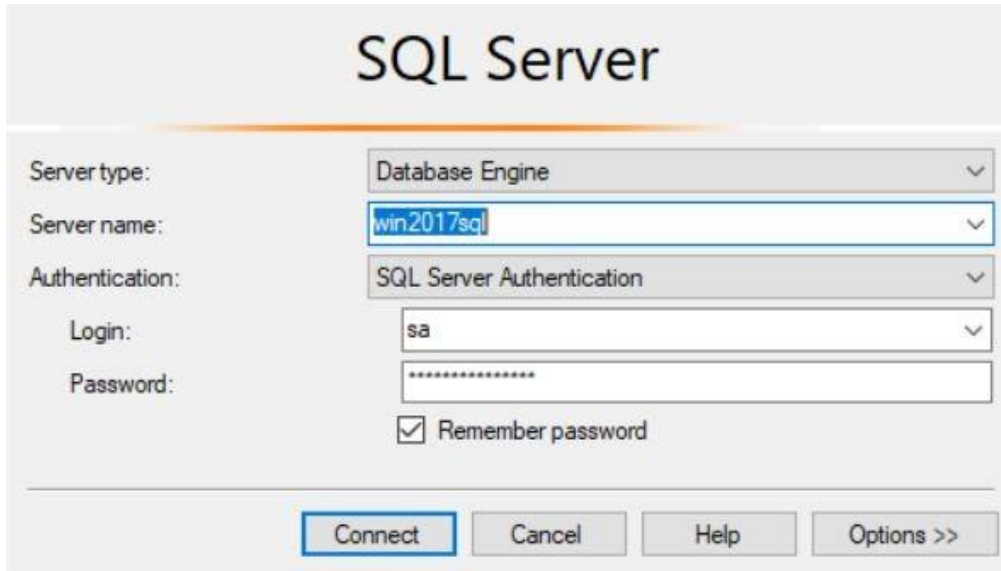 SQL Server
Server type: Database Engine
Server name: win2017sql
Authentication: SQL Server Authentication
Login: sa
Password: ***************
Remember password
Connect Cancel Help Options >>